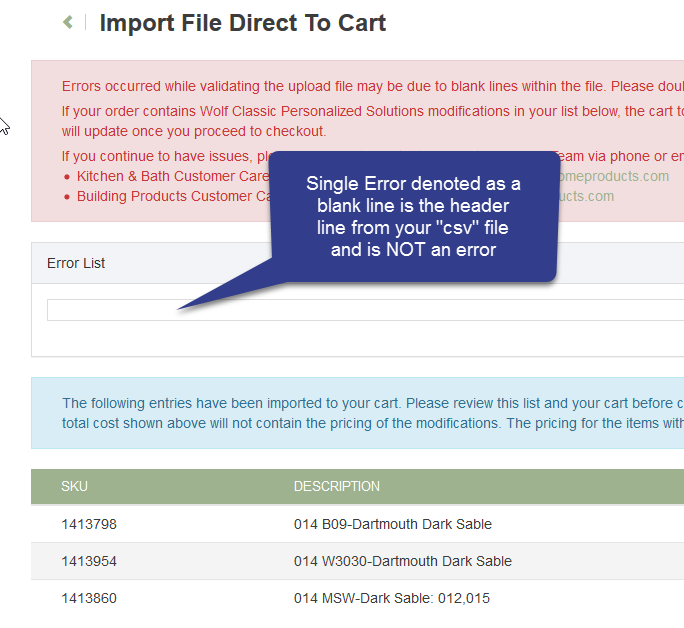 Import File Direct To Cart
Errors occurred while validating the upload file may be due to blank lines within the file. Please
If your order contains Wolf Classic Personalized Solutions modifications in your list below, the cart
will update once you proceed to checkout.
If you continue to have issues, via phone or
• Kitchen & Bath Customer Care
• Building Products Customer
Single Error denoted as a
blank line is the header
line from your "csv" file
and is NOT an error
Error List
The following entries have been imported to your cart. Please review this list and your cart before
total cost shown above will not contain the pricing of the modifications. The pricing for the items
SKU DESCRIPTION
1413798 014 B09-Dartmouth Dark Sable
1413954 014 W3030-Dartmouth Dark Sable
1413860 014 MSW-Dark Sable: 012,015